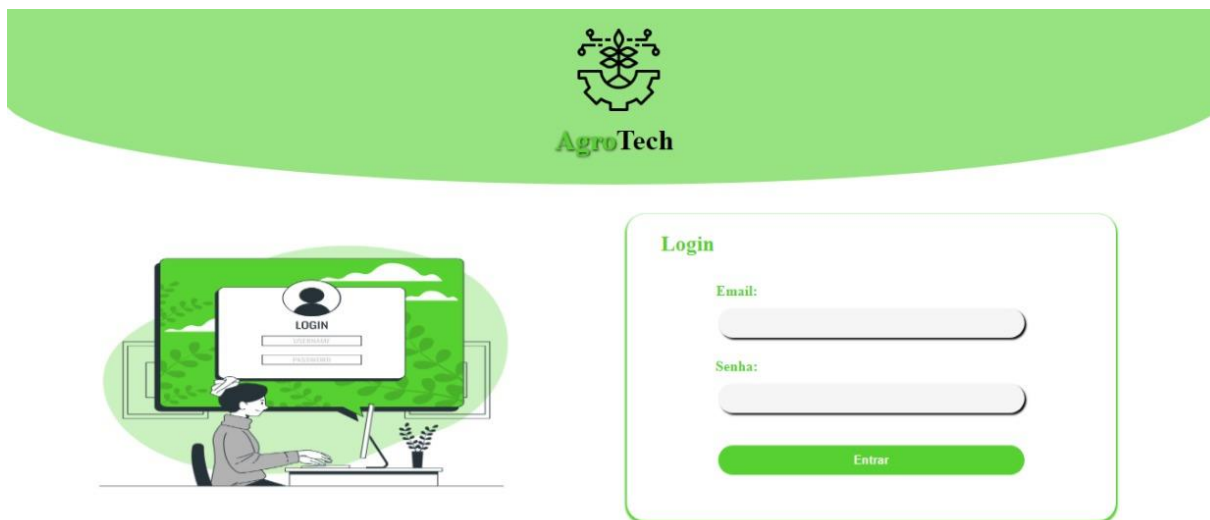 AgroTech
LOGIN
USERNAME
PASSWORD
Login
Email:
Senha:
Entrar